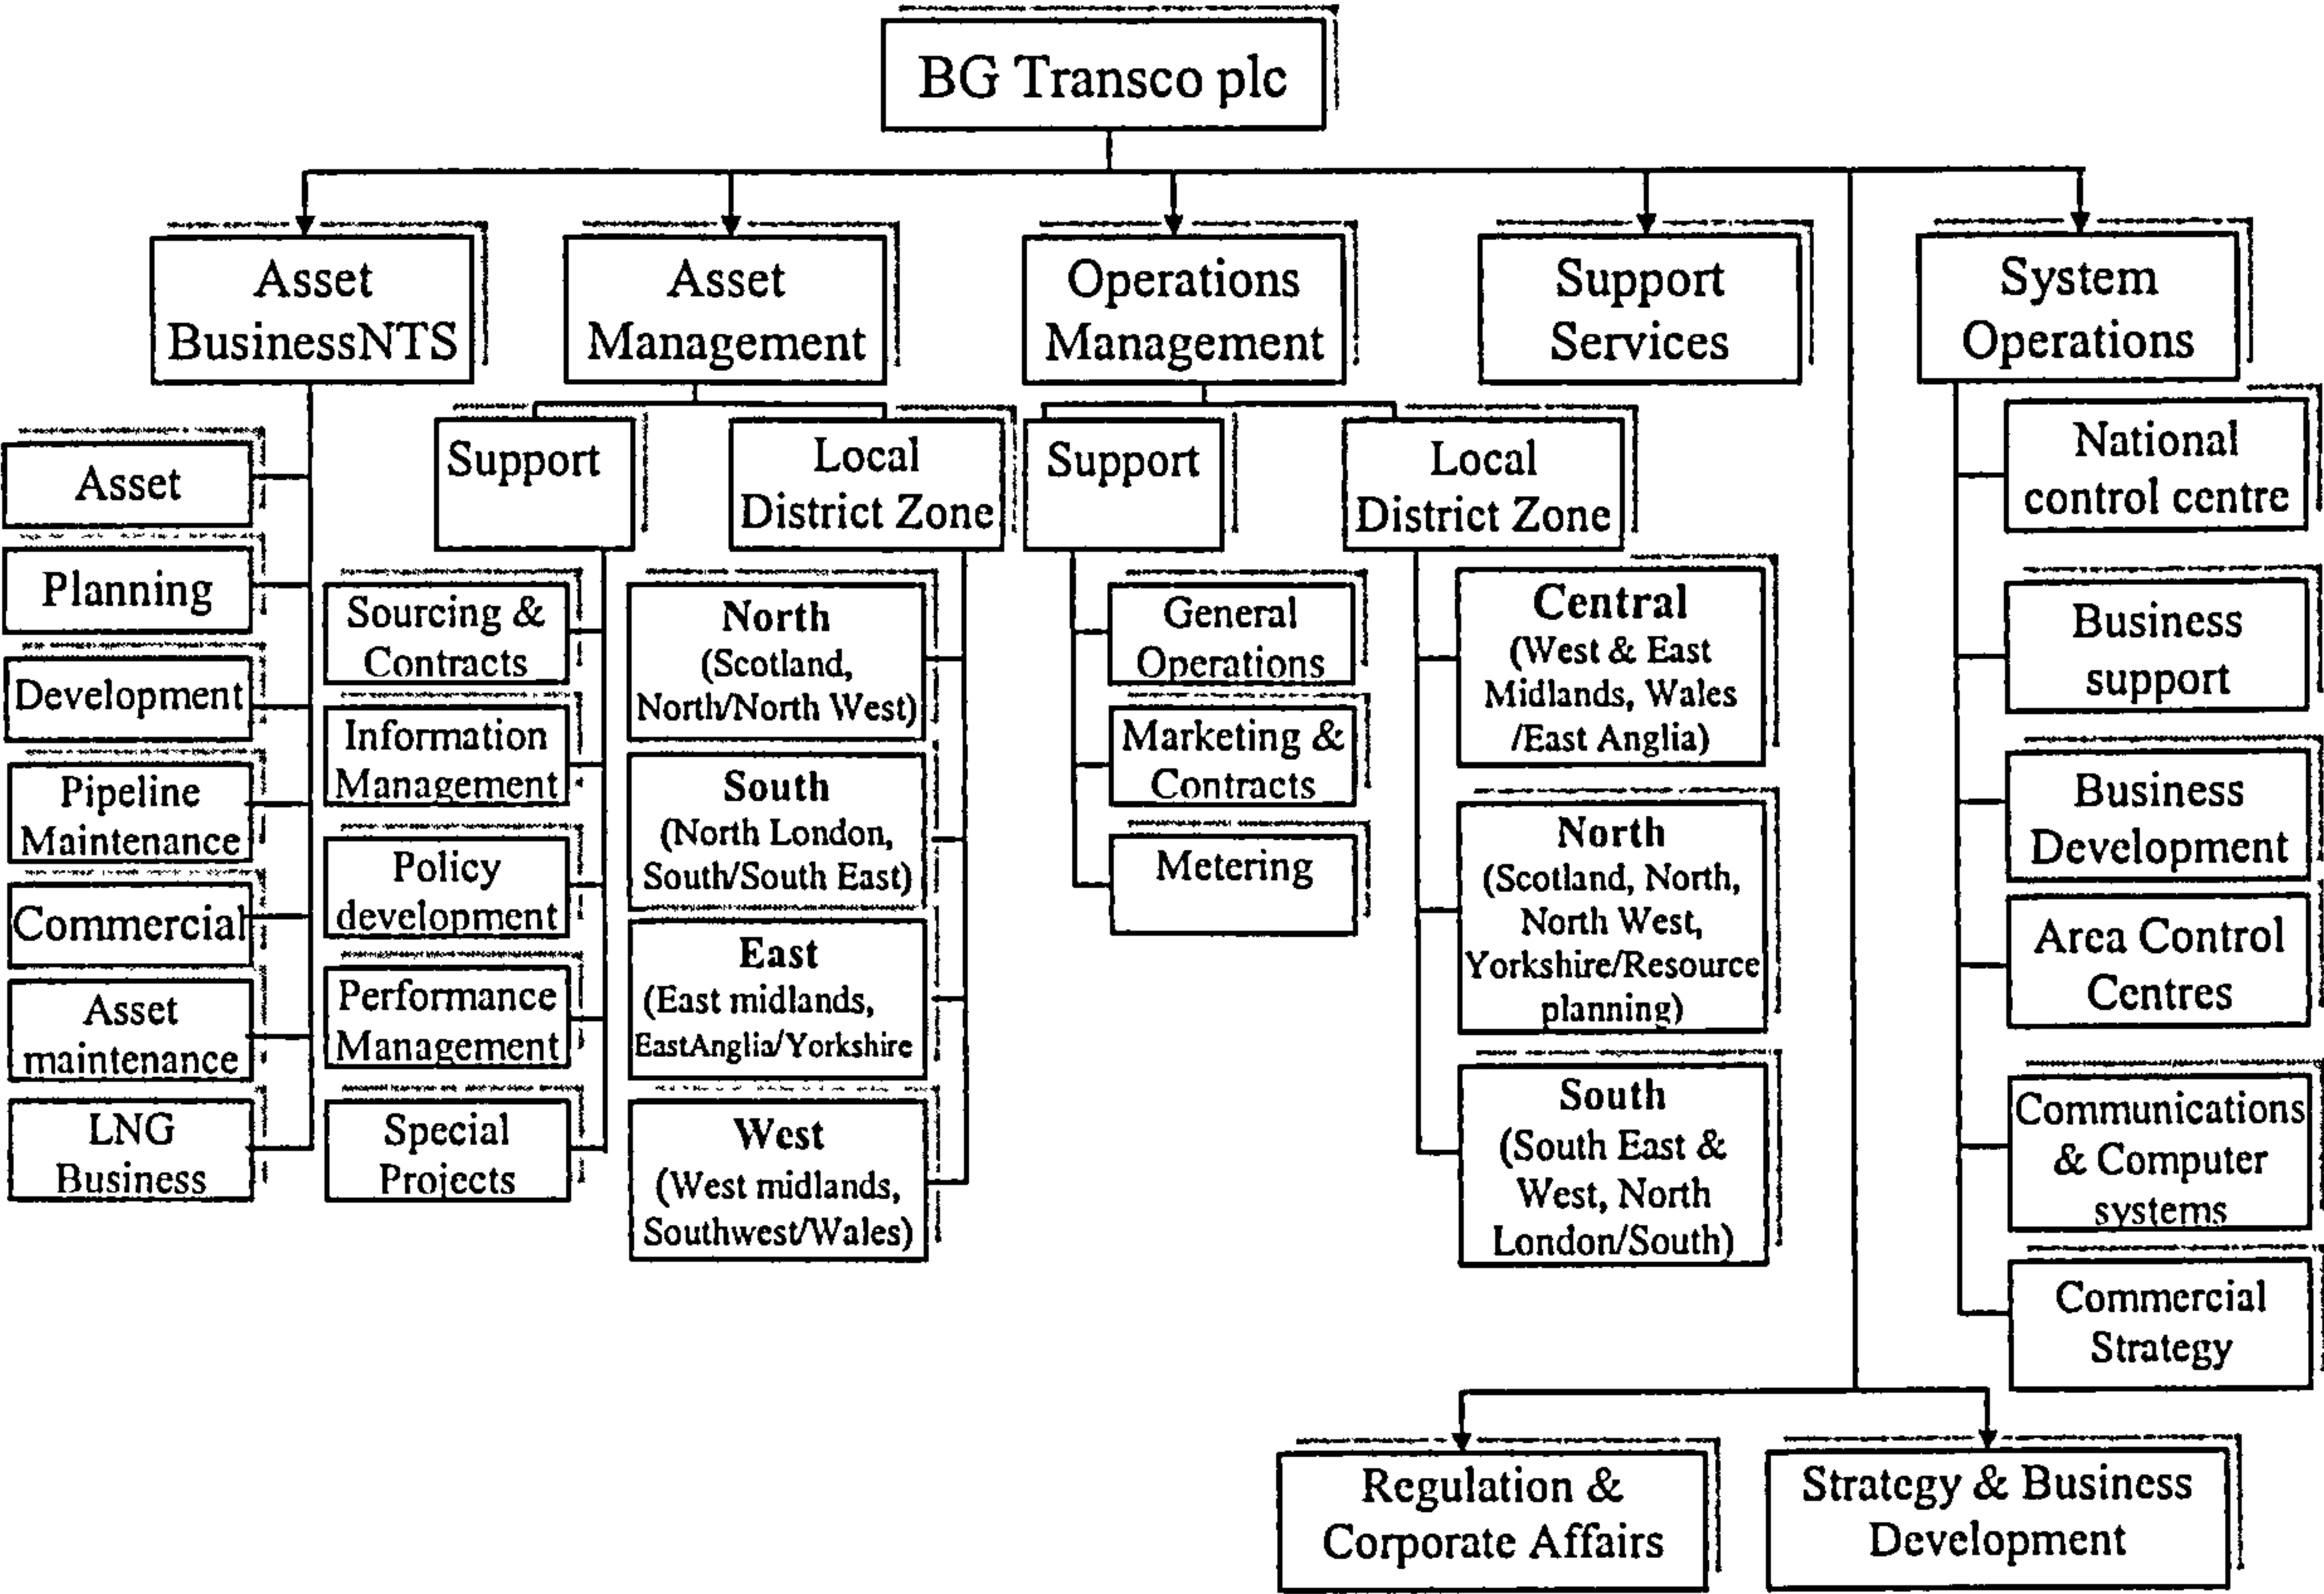 BG Transco plc
Asset
BusinessNTS
Asset
Management
Operations
Management
Support
Services
System
Operations
Asset
Planning
Development
Pipeline
Maintenance
Commercial
Asset
maintenance
LNG
Business
Support
Sourcing &
Contracts
Information
Management
Policy
development
Performance
Management
Special
Projects
Local
District Zone
North
(Scotland,
North/North West)
South
(North London,
South/South East)
East
(East midlands,
EastAnglia/Yorkshire
West
(West midlands,
Southwest/Wales)
Support
General
Operations
Marketing &
Contracts
Metering
Local
District Zone
Central
(West & East
Midlands, Wales
/East Anglia)
North
(Scotland, North,
North West,
Yorkshire/Resource
planning)
South
(South East &
West, North
London/South)
National
control centre
Business
support
Business
Development
Area Control
Centres
Communications
& Computer
systems
Commercial
Strategy
Regulation &
Corporate Affairs
Strategy & Business
Development